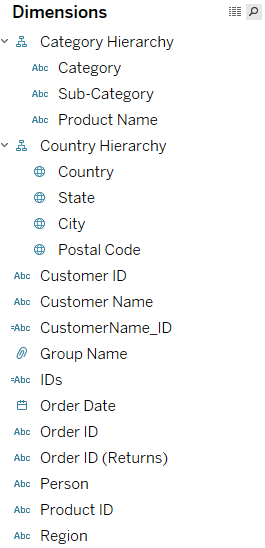 Dimensions
Category Hierarchy
Abc Category
Abc Sub-Category
Abc Product Name
Country Hierarchy
Country
State
City
Postal Code
Abc Customer ID
Abc Customer Name
=Abc CustomerName_ID
Group Name
=Abc IDs
Order Date
Abc Order ID
Abc Order ID (Returns)
Abc Person
Abc Product ID
Abc Region